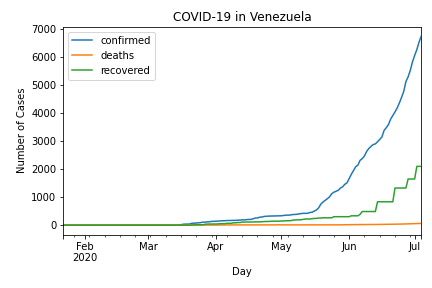 COVID-19 in Venezuela
confirmed
deaths
recovered
Number of Cases
7000
6000
5000
4000
3000
2000
1000
0
Feb
2020
Mar
Apr
May
Jun
Jul
Day